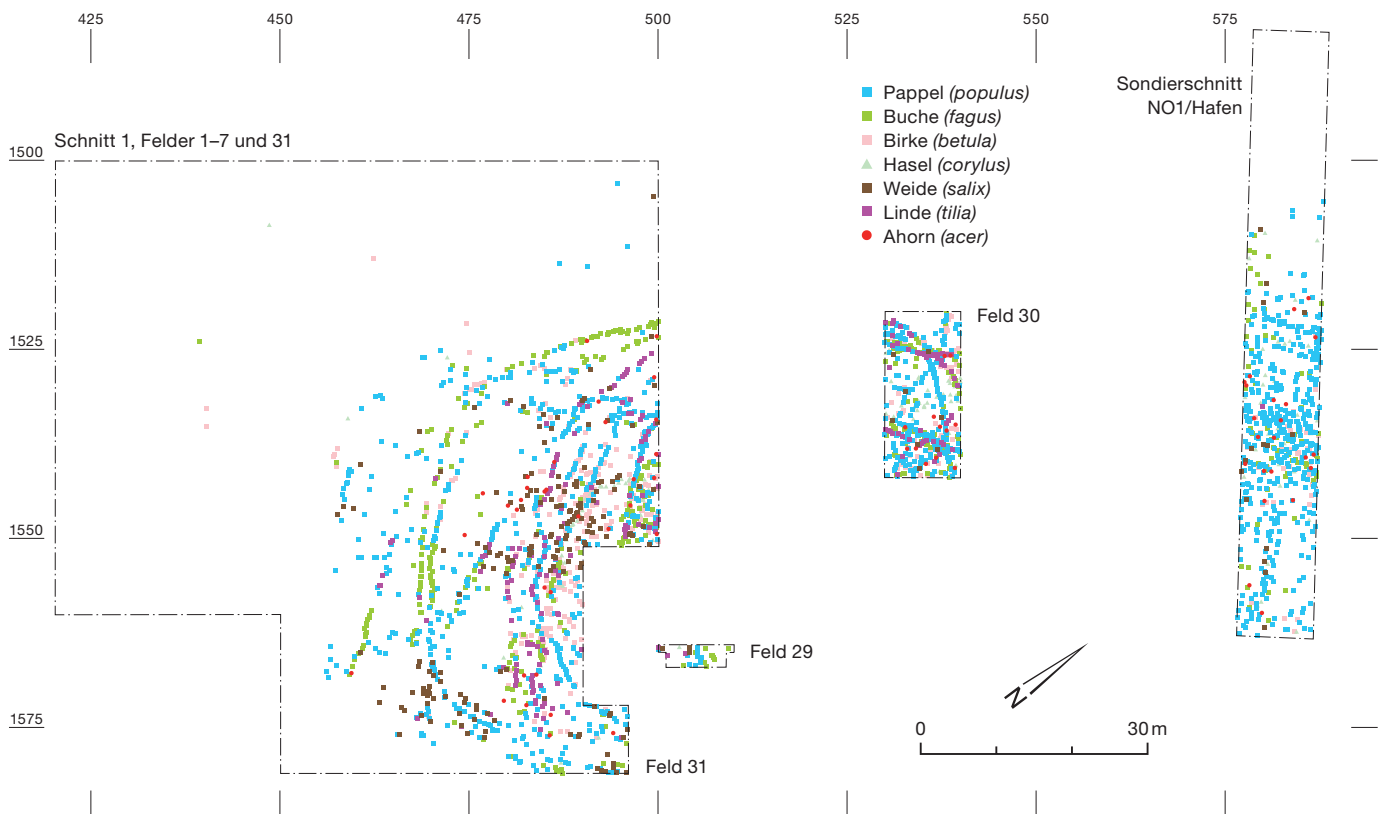 425 450 475 500 525 550 575
Sondierschnitt
NO1/Hafen
Pappel (populus)
Buche (fagus)
Birke (betula)
Hasel (corylus)
Weide (salix)
Linde (tilia)
Ahorn (acer)
Schnitt 1, Felder 1–7 und 31
1500
Feld 30
1525
1550
Feld 29
N
1575
0 30 m
Feld 31